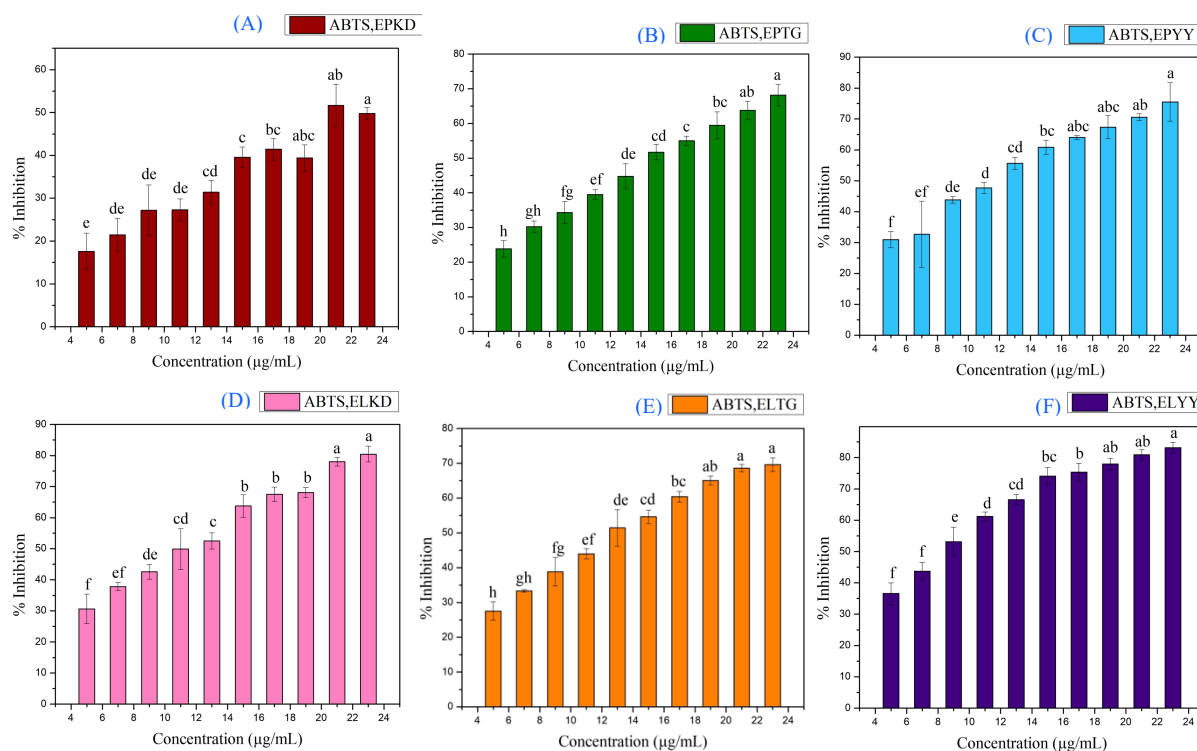 (A) ABTS,EPKD
% Inhibition
60
50
40
30
20
10
0
e de de de cd c bc abc ab a
4 6 8 10 12 14 16 18 20 22 24
Concentration (µg/mL)
(B) ABTS,EPTG
% Inhibition
80
70
60
50
40
30
20
10
0
h gh fg ef de cd c bc ab a
4 6 8 10 12 14 16 18 20 22 24
Concentration (µg/mL)
(C) ABTS,EPYY
% Inhibition
90
80
70
60
50
40
30
20
10
0
f ef de d cd bc abc abc ab a
4 6 8 10 12 14 16 18 20 22 24
Concentration (µg/mL)
(D) ABTS,ELKD
% Inhibition
90
80
70
60
50
40
30
20
10
0
f ef de cd c b b b a a
4 6 8 10 12 14 16 18 20 22 24
Concentration (µg/mL)
(E) ABTS,ELTG
% Inhibition
80
70
60
50
40
30
20
10
0
h gh fg ef de cd bc ab a a
4 6 8 10 12 14 16 18 20 22 24
Concentration (µg/mL)
(F) ABTS,ELYY
% Inhibition
90
80
70
60
50
40
30
20
10
0
f f e d cd bc b ab ab a
4 6 8 10 12 14 16 18 20 22 24
Concentration (µg/mL)